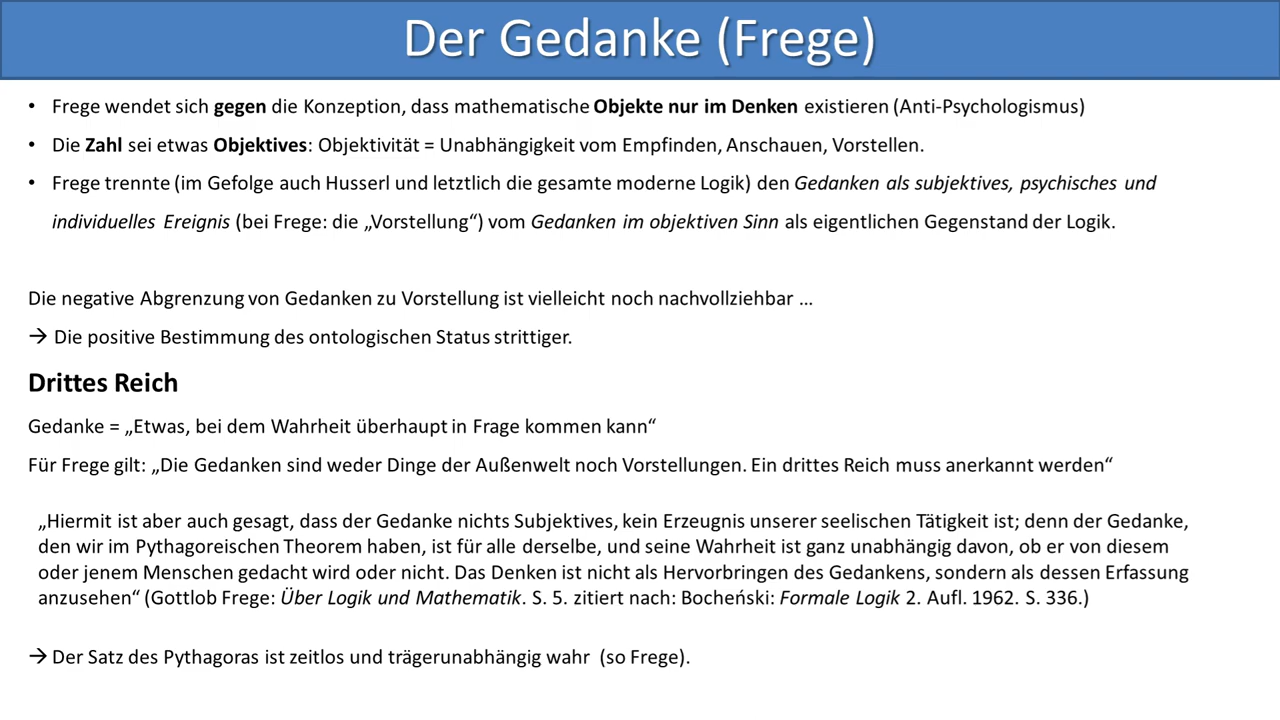 Der Gedanke (Frege)
• Frege wendet sich gegen die Konzeption, dass mathematische Objekte nur im Denken existieren (Anti-Psychologismus)
• Die Zahl sei etwas Objektives: Objektivität = Unabhängigkeit vom Empfinden, Anschauen, Vorstellen.
• Frege trennte (im Gefolge auch Husserl und letztlich die gesamte moderne Logik) den Gedanken als subjektives, psychisches und
individuelles Ereignis (bei Frege: die „Vorstellung“) vom Gedanken im objektiven Sinn als eigentlichen Gegenstand der Logik.
Die negative Abgrenzung von Gedanken zu Vorstellung ist vielleicht noch nachvollziehbar …
→ Die positive Bestimmung des ontologischen Status strittiger.
Drittes Reich
Gedanke = „Etwas, bei dem Wahrheit überhaupt in Frage kommen kann“
Für Frege gilt: „Die Gedanken sind weder Dinge der Außenwelt noch Vorstellungen. Ein drittes Reich muss anerkannt werden“
„Hiermit ist aber auch gesagt, dass der Gedanke nichts Subjektives, kein Erzeugnis unserer seelischen Tätigkeit ist; denn der Gedanke,
den wir im Pythagoreischen Theorem haben, ist für alle derselbe, und seine Wahrheit ist ganz unabhängig davon, ob er von diesem
oder jenem Menschen gedacht wird oder nicht. Das Denken ist nicht als Hervorbringen des Gedankens, sondern als dessen Erfassung
anzusehen“ (Gottlob Frege: Über Logik und Mathematik. S. 5. zitiert nach: Bocheński: Formale Logik 2. Aufl. 1962. S. 336.)
→ Der Satz des Pythagoras ist zeitlos und trägerunabhängig wahr (so Frege).